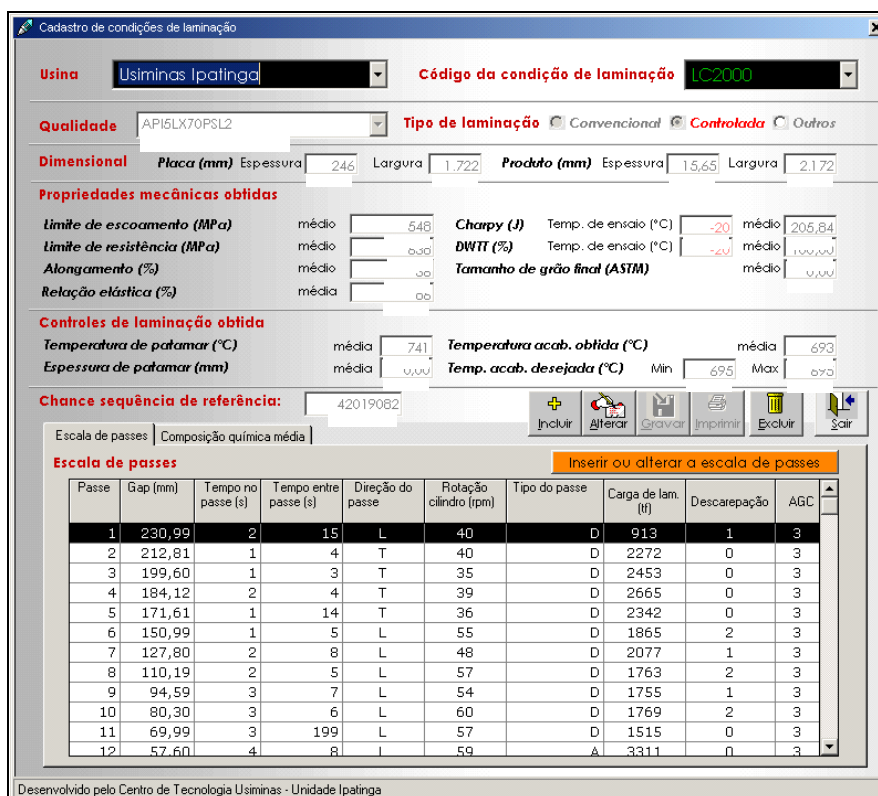 Cadastro de condições de laminação
Usina Usiminas Ipatinga Código da condição de laminação LC2000
Qualidade API5LX70PSL2 Tipo de laminação Convencional Controlada Outros
Dimensional Placa (mm) Espessura 246 Largura 1.722 Produto (mm) Espessura 15,65 Largura 2.172
Propriedades mecânicas obtidas
Limite de escoamento (MPa) médio 548 Charpy (J) Temp. de ensaio (°C) -20 médio 205,84
Limite de resistência (MPa) médio DWTT (%) Temp. de ensaio (°C) -20 médio 100,00
Alongamento (%) médio Tamanho de grão final (ASTM) médio 0,00
Relação elástica (%) média
Controles de laminação obtida
Temperatura de patamar (°C) média 741 Temperatura acab. obtida (°C) média 693
Espessura de patamar (mm) média 0,00 Temp. acab. desejada (°C) Min 695 Max 695
Chance sequência de referência: 42019082
Incluir Alterar Gravar Imprimir Excluir Sair
Escala de passes Composição química média
Escala de passes Inserir ou alterar a escala de passes
Passe Gap (mm) Tempo no passe (s) Tempo entre passe (s) Direção do passe Rotação cilindro (rpm) Tipo do passe Carga de lam. (tf) Descarepação AGC
1 230,99 2 15 L 40 D 913 1 3
2 212,81 1 4 T 40 D 2272 0 3
3 199,60 1 3 T 35 D 2453 0 3
4 184,12 2 4 T 39 D 2665 0 3
5 171,61 1 14 T 36 D 2342 0 3
6 150,99 1 5 L 55 D 1865 2 3
7 127,80 2 8 L 48 D 2077 1 3
8 110,19 2 5 L 57 D 1763 2 3
9 94,59 3 7 L 54 D 1755 1 3
10 80,30 3 6 L 60 D 1769 2 3
11 69,99 3 199 L 57 D 1515 0 3
12 57,60 4 8 L 59 A 3311 0 3
Desenvolvido pelo Centro de Tecnologia Usiminas - Unidade Ipatinga